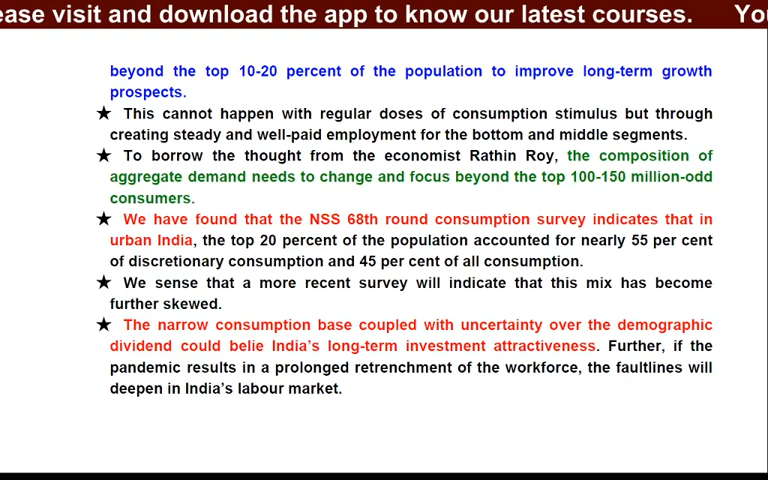 ease visit and download the app to know our latest courses. You
beyond the top 10-20 percent of the population to improve long-term growth
prospects.
★ This cannot happen with regular doses of consumption stimulus but through
creating steady and well-paid employment for the bottom and middle segments.
★ To borrow the thought from the economist Rathin Roy, the composition of
aggregate demand needs to change and focus beyond the top 100-150 million-odd
consumers.
★ We have found that the NSS 68th round consumption survey indicates that in
urban India, the top 20 percent of the population accounted for nearly 55 per cent
of discretionary consumption and 45 per cent of all consumption.
★ We sense that a more recent survey will indicate that this mix has become
further skewed.
★ The narrow consumption base coupled with uncertainty over the demographic
dividend could belie India’s long-term investment attractiveness. Further, if the
pandemic results in a prolonged retrenchment of the workforce, the faultlines will
deepen in India’s labour market.